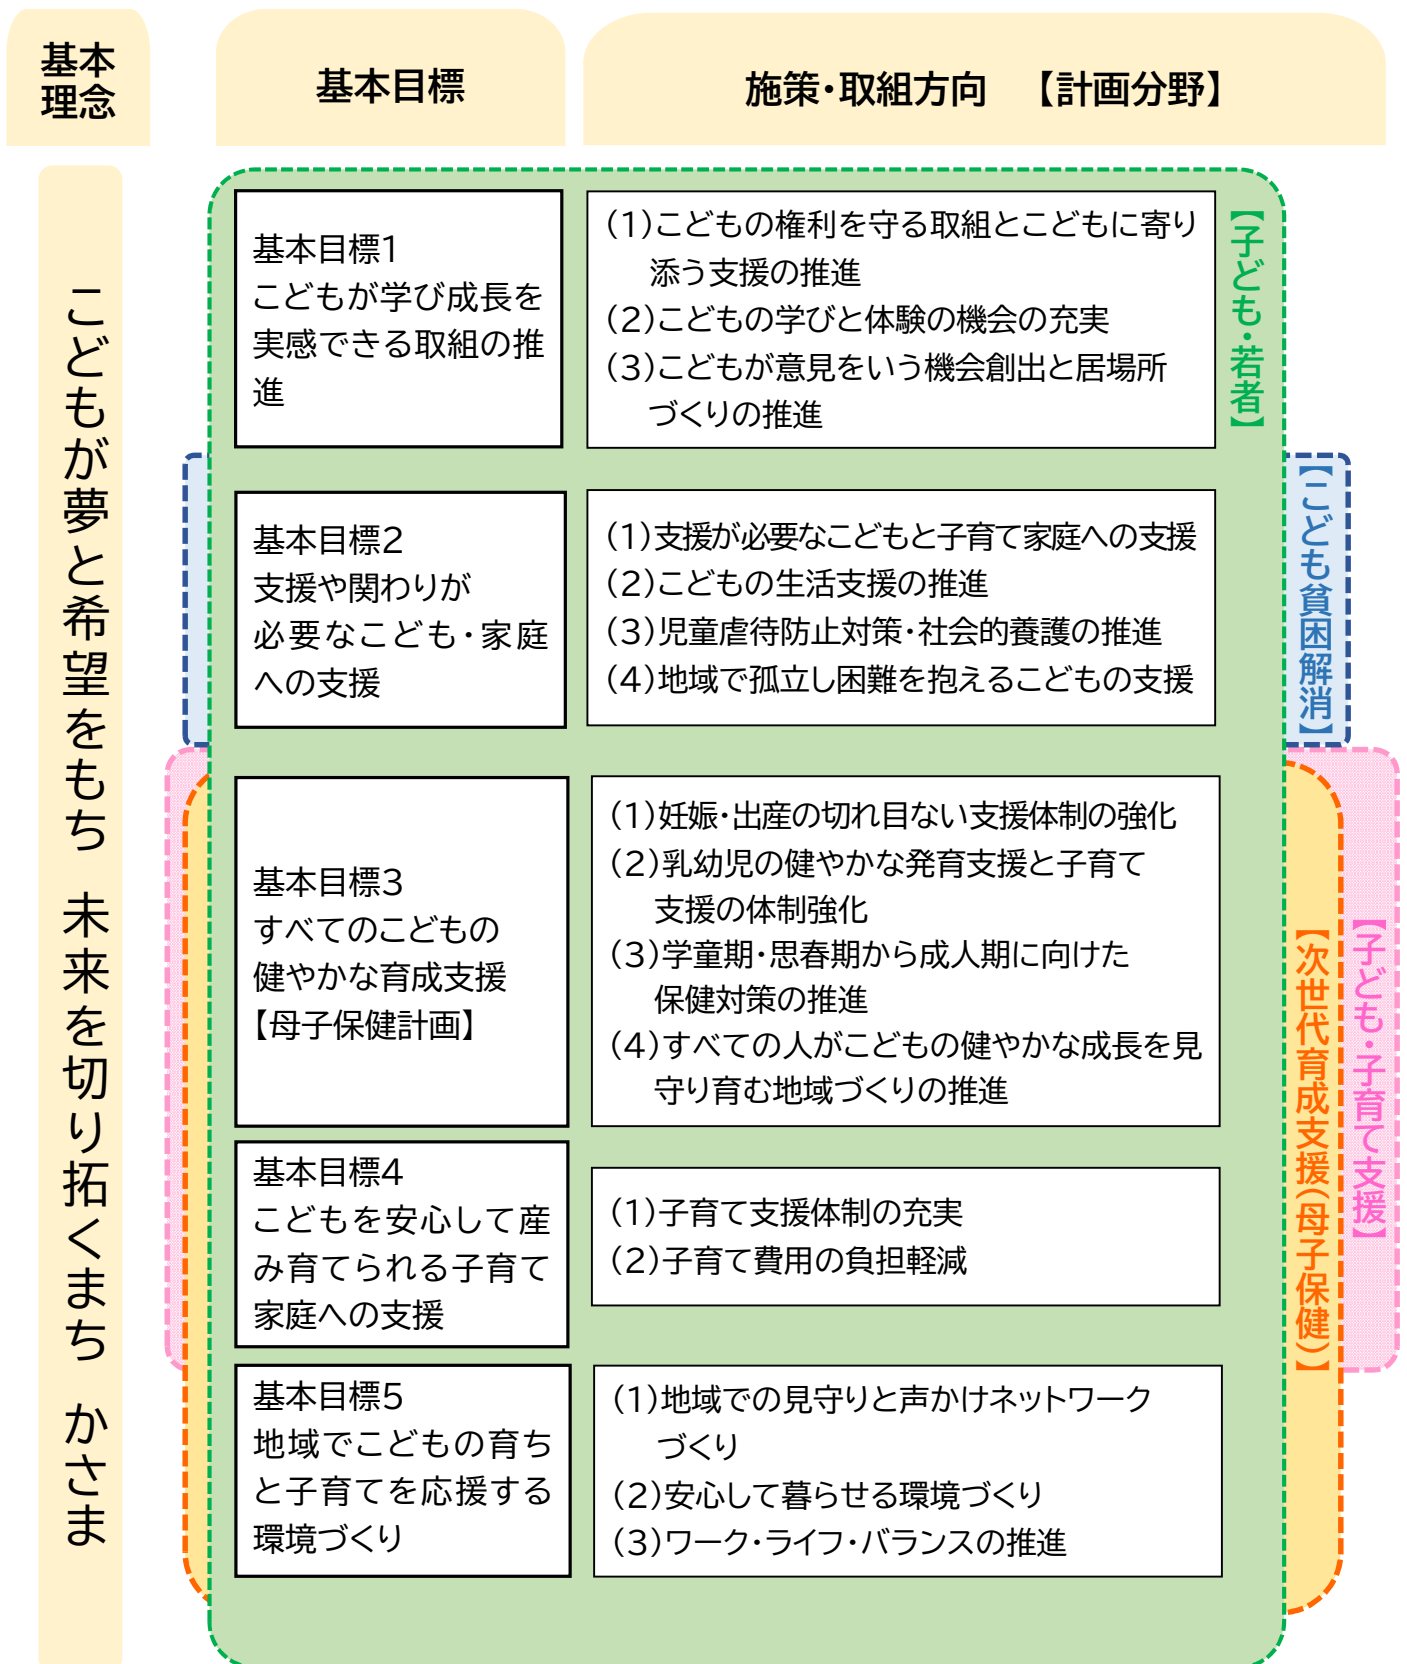 基本
理念
基本目標
施策・取組方向　【計画分野】
こどもが夢と希望をもち 未来を切り拓くまち かさま
基本目標1
こどもが学び成長を
実感できる取組の推
進
(1)こどもの権利を守る取組とこどもに寄り
添う支援の推進
(2)こどもの学びと体験の機会の充実
(3)こどもが意見をいう機会創出と居場所
づくりの推進
【子ども・若者】
基本目標2
支援や関わりが
必要なこども・家庭
への支援
(1)支援が必要なこどもと子育て家庭への支援
(2)こどもの生活支援の推進
(3)児童虐待防止対策・社会的養護の推進
(4)地域で孤立し困難を抱えるこどもの支援
【こども貧困解消】
基本目標3
すべてのこどもの
健やかな育成支援
【母子保健計画】
(1)妊娠・出産の切れ目ない支援体制の強化
(2)乳幼児の健やかな発育支援と子育て
支援の体制強化
(3)学童期・思春期から成人期に向けた
保健対策の推進
(4)すべての人がこどもの健やかな成長を見
守り育む地域づくりの推進
基本目標4
こどもを安心して産
み育てられる子育て
家庭への支援
(1)子育て支援体制の充実
(2)子育て費用の負担軽減
基本目標5
地域でこどもの育ち
と子育てを応援する
環境づくり
(1)地域での見守りと声かけネットワーク
づくり
(2)安心して暮らせる環境づくり
(3)ワーク・ライフ・バランスの推進
【次世代育成支援(母子保健)】
【子ども・子育て支援】